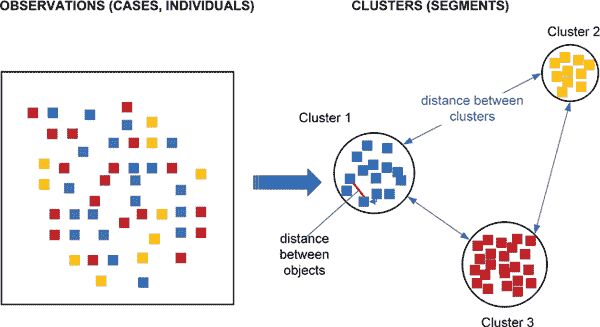 OBSERVATIONS (CASES, INDIVIDUALS)
CLUSTERS (SEGMENTS)
Cluster 2
distance between
clusters
Cluster 1
distance
between
objects
Cluster 3